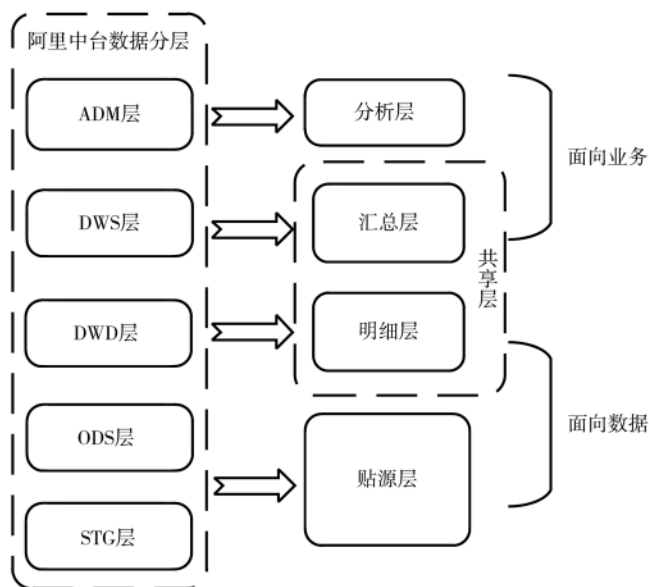 阿里中台数据分层
ADM层
分析层
面向业务
DWS层
汇总层
共享层
DWD层
明细层
面向数据
ODS层
贴源层
STG层